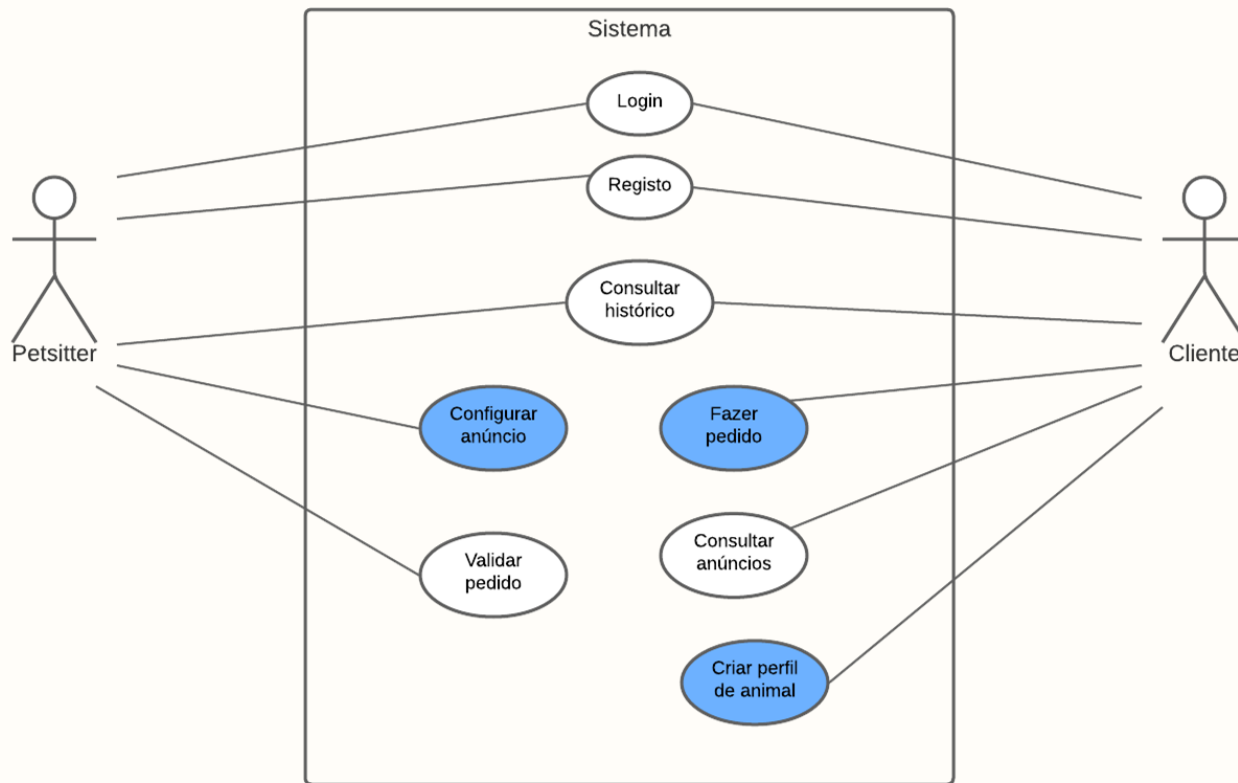 Sistema
Login
Registo
Consultar
histórico
Petsitter
Cliente
Configurar
anúncio
Fazer
pedido
Validar
pedido
Consultar
anúncios
Criar perfil
de animal